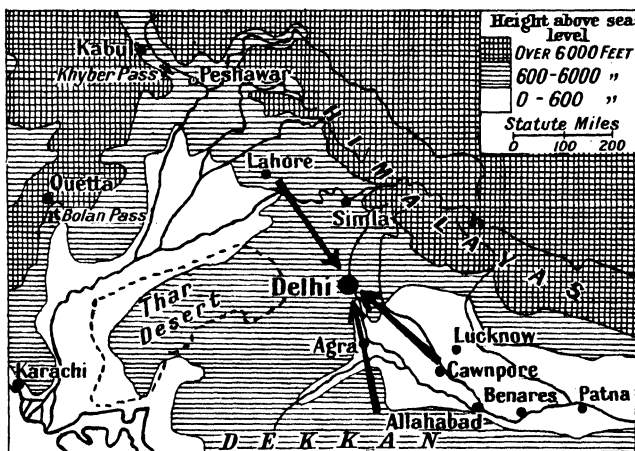 Height above sea
level
OVER 6000 FEET
600-6000 "
0-600 "
Statute Miles
0 100 200
Kabul
Khyber Pass
Peshawar
HIMALAYAS
Lahore
Quetta
Bolan Pass
Simla
Delhi
Thar
Desert
Agra
Lucknow
Karachi
Cawnpore
Benares
Patna
Allahabad
DEKKAN